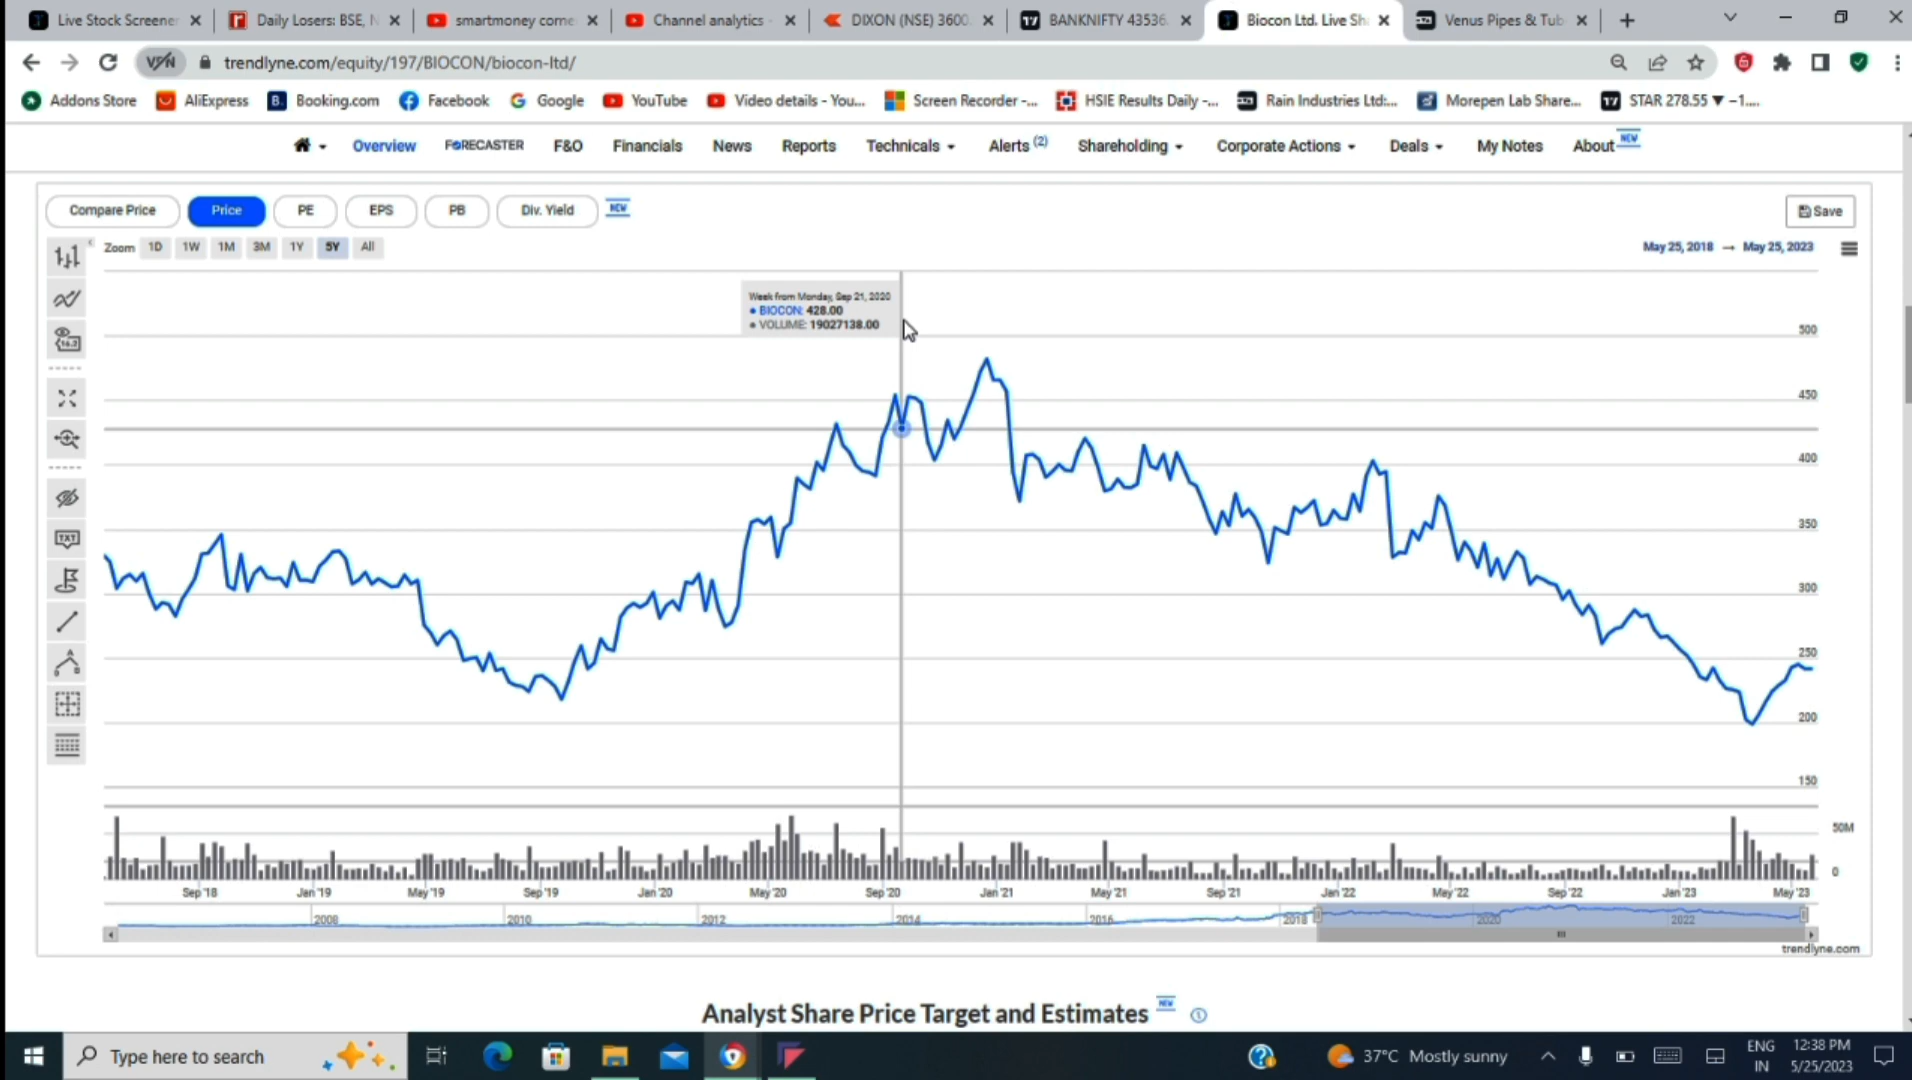 Live Stock Screener
Daily Losers: BSE, N
smartmoney corne
Channel analytics -
DIXON (NSE) 3600.
BANKNIFTY 43536.
Biocon Ltd. Live Sh
Venus Pipes & Tub
VPN
trendlyne.com/equity/197/BIOCON/biocon-ltd/
Addons Store
AliExpress
Booking.com
Facebook
Google
YouTube
Video details - You...
Screen Recorder -...
HSIE Results Daily -...
Rain Industries Ltd:...
Morepen Lab Share...
STAR 278.55 ▼ −1....
Overview
FORECASTER
F&O
Financials
News
Reports
Technicals
Alerts (2)
Shareholding
Corporate Actions
Deals
My Notes
About NEW
Compare Price
Price
PE
EPS
PB
Div. Yield
NEW
Save
Zoom 1D 1W 1M 3M 1Y 5Y All
May 25, 2018 → May 25, 2023
Week from Monday, Sep 21, 2020
● BIOCON: 428.00
● VOLUME: 19027138.00
TXT
500
450
400
350
300
250
200
150
50M
0
Sep '18 Jan '19 May '19 Sep '19 Jan '20 May '20 Sep '20 Jan '21 May '21 Sep '21 Jan '22 May '22 Sep '22 Jan '23 May '23
2008 2010 2012 2014 2016 2018 2020 2022
trendlyne.com
Analyst Share Price Target and Estimates NEW
Type here to search
37°C Mostly sunny
ENG
IN
12:38 PM
5/25/2023